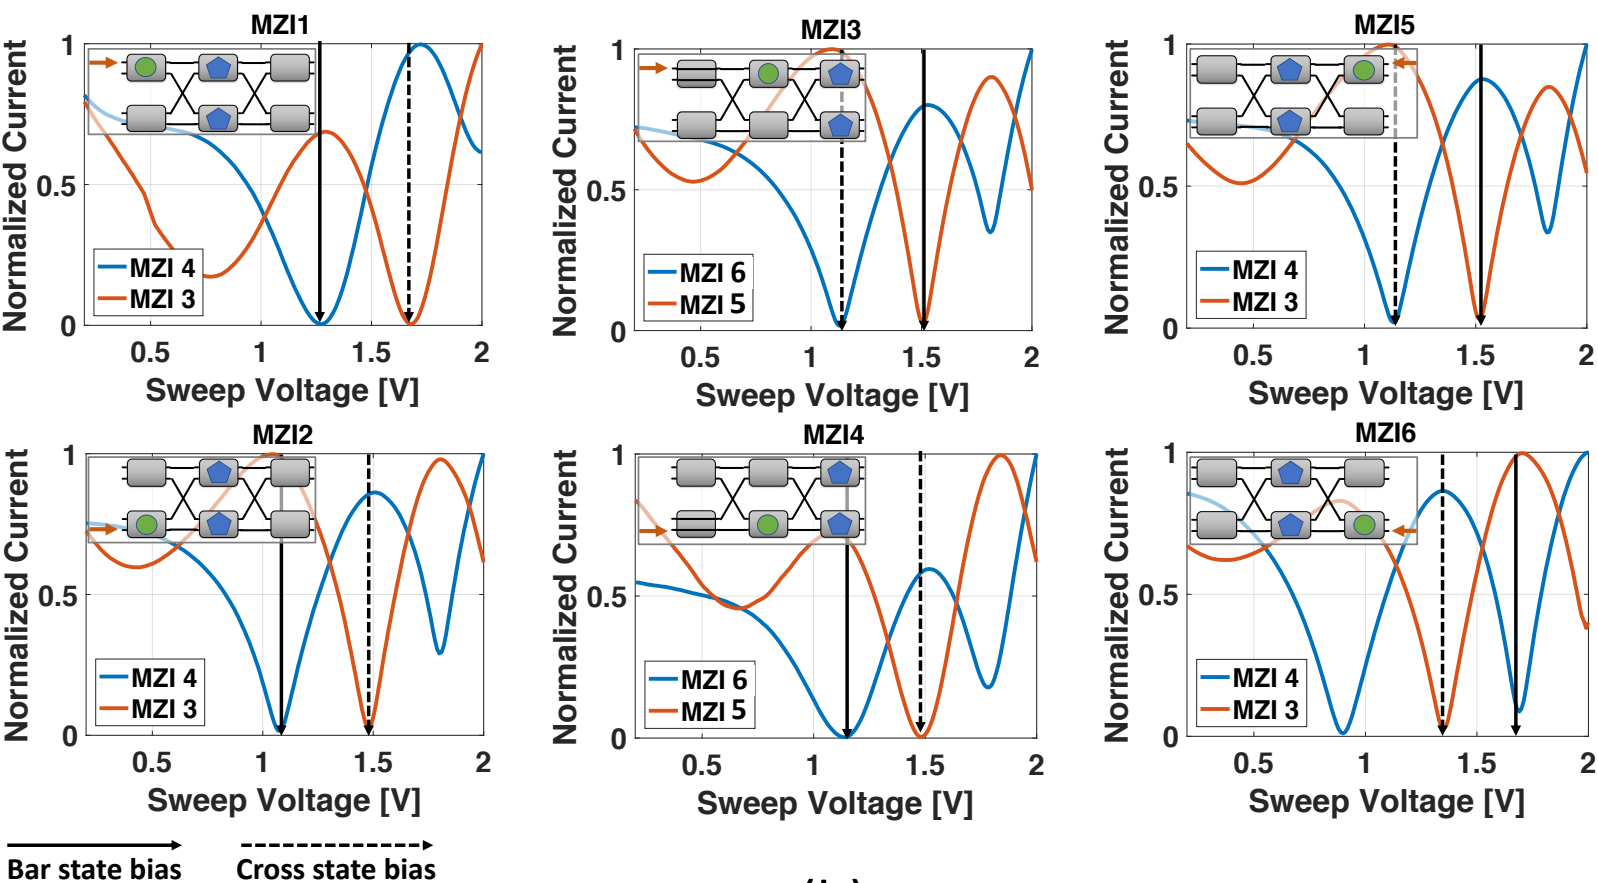 MZI1
Normalized Current
1
0.5
0
MZI 4
MZI 3
0.5
1
1.5
2
Sweep Voltage [V]
MZI3
Normalized Current
1
0.5
0
MZI 6
MZI 5
0.5
1
1.5
2
Sweep Voltage [V]
MZI5
Normalized Current
1
0.5
0
MZI 4
MZI 3
0.5
1
1.5
2
Sweep Voltage [V]
MZI2
Normalized Current
1
0.5
0
MZI 4
MZI 3
0.5
1
1.5
2
Sweep Voltage [V]
MZI4
Normalized Current
1
0.5
0
MZI 6
MZI 5
0.5
1
1.5
2
Sweep Voltage [V]
MZI6
Normalized Current
1
0.5
0
MZI 4
MZI 3
0.5
1
1.5
2
Sweep Voltage [V]
Bar state bias
Cross state bias